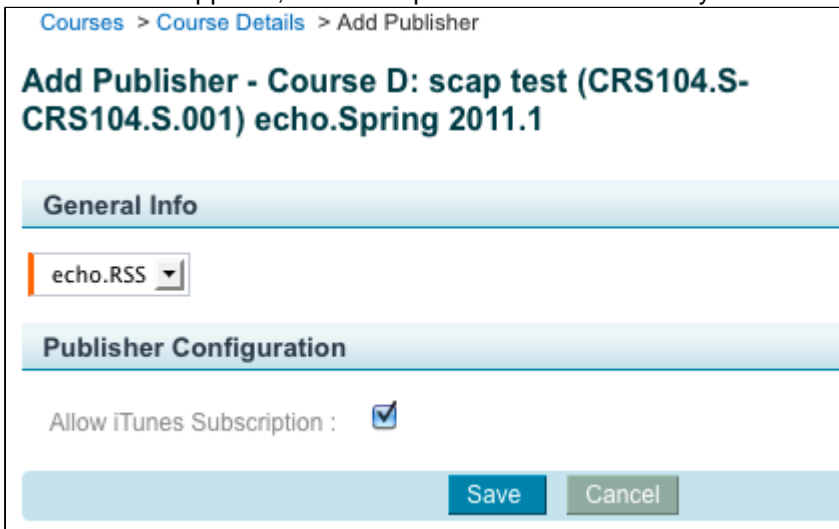 Courses > Course Details > Add Publisher
Add Publisher - Course D: scap test (CRS104.S-
CRS104.S.001) echo.Spring 2011.1
General Info
echo.RSS
Publisher Configuration
Allow iTunes Subscription :
Save Cancel